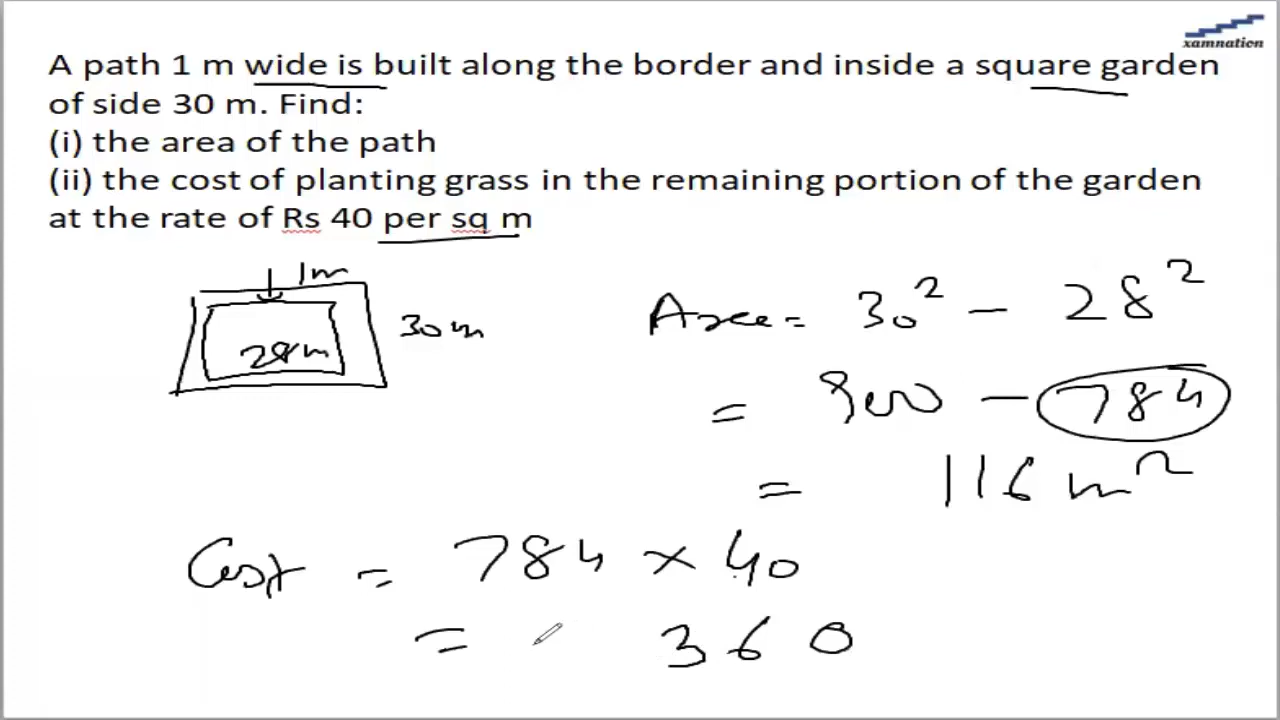 xamnation
A path 1 m wide is built along the border and inside a square garden
of side 30 m. Find:
(i) the area of the path
(ii) the cost of planting grass in the remaining portion of the garden
at the rate of Rs 40 per sq m
1m
30m
28m
Area = 30² − 28²
= 900 − 784
= 116 m²
Cost = 784 × 40
= 360